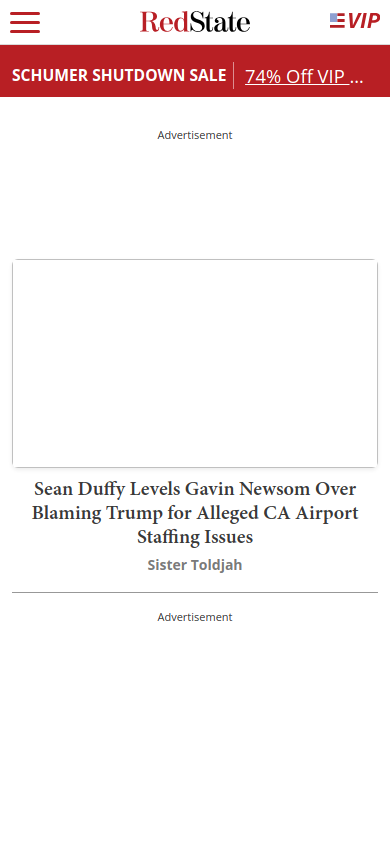 RedState
VIP
SCHUMER SHUTDOWN SALE
74% Off VIP ...
Advertisement
Sean Duffy Levels Gavin Newsom Over
Blaming Trump for Alleged CA Airport
Staffing Issues
Sister Toldjah
Advertisement